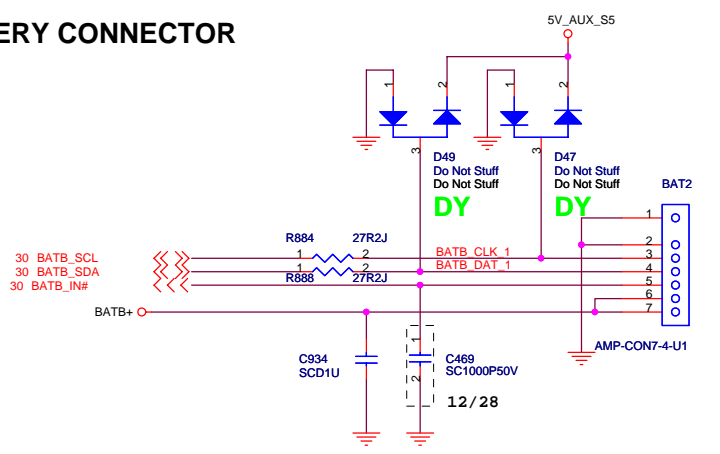 ERY CONNECTOR
5V_AUX_S5
1 2 1 2
3 3
D49 D47
Do Not Stuff Do Not Stuff
Do Not Stuff Do Not Stuff
DY DY
BAT2
1
R884 27R2J
2
30 BATB_SCL 1 2 BATB_CLK_1 3
30 BATB_SDA 1 2 BATB_DAT_1 4
R888 27R2J
30 BATB_IN# 5
6
BATB+ 7
AMP-CON7-4-U1
1
C934 C469
SCD1U SC1000P50V
2
12/28